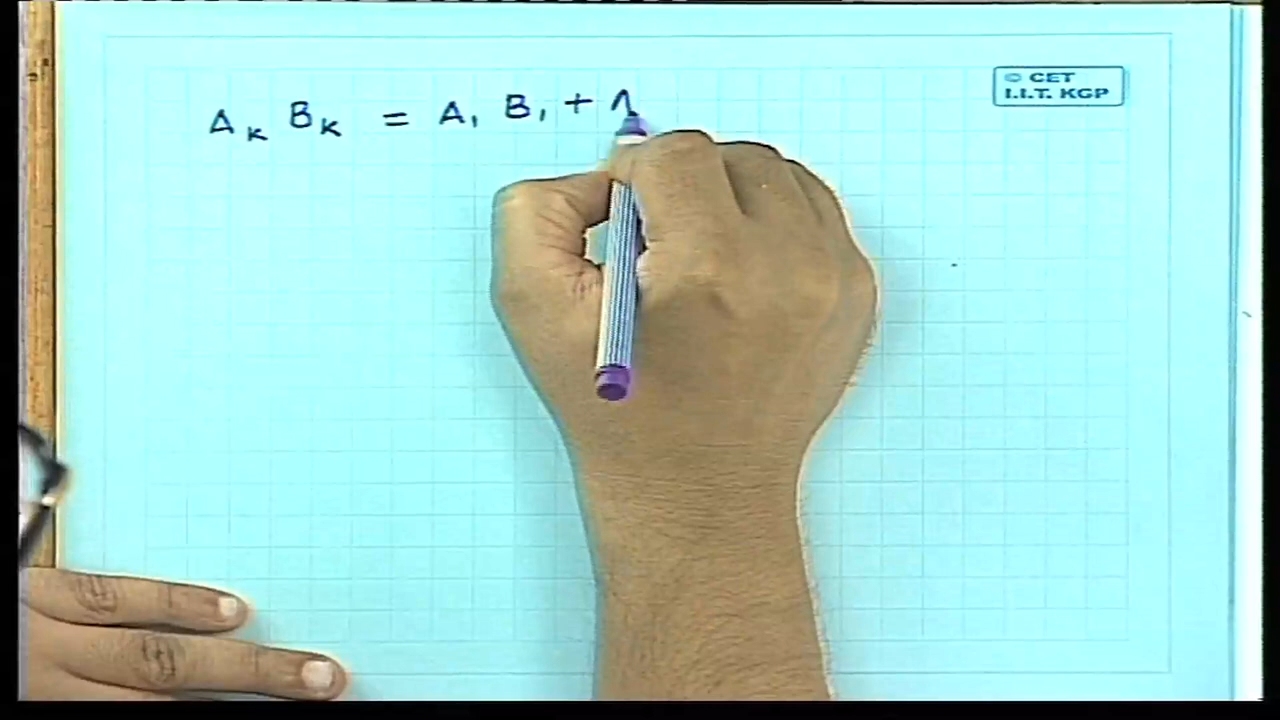 A_k B_k = A_1 B_1 +
© CET
I.I.T. KGP